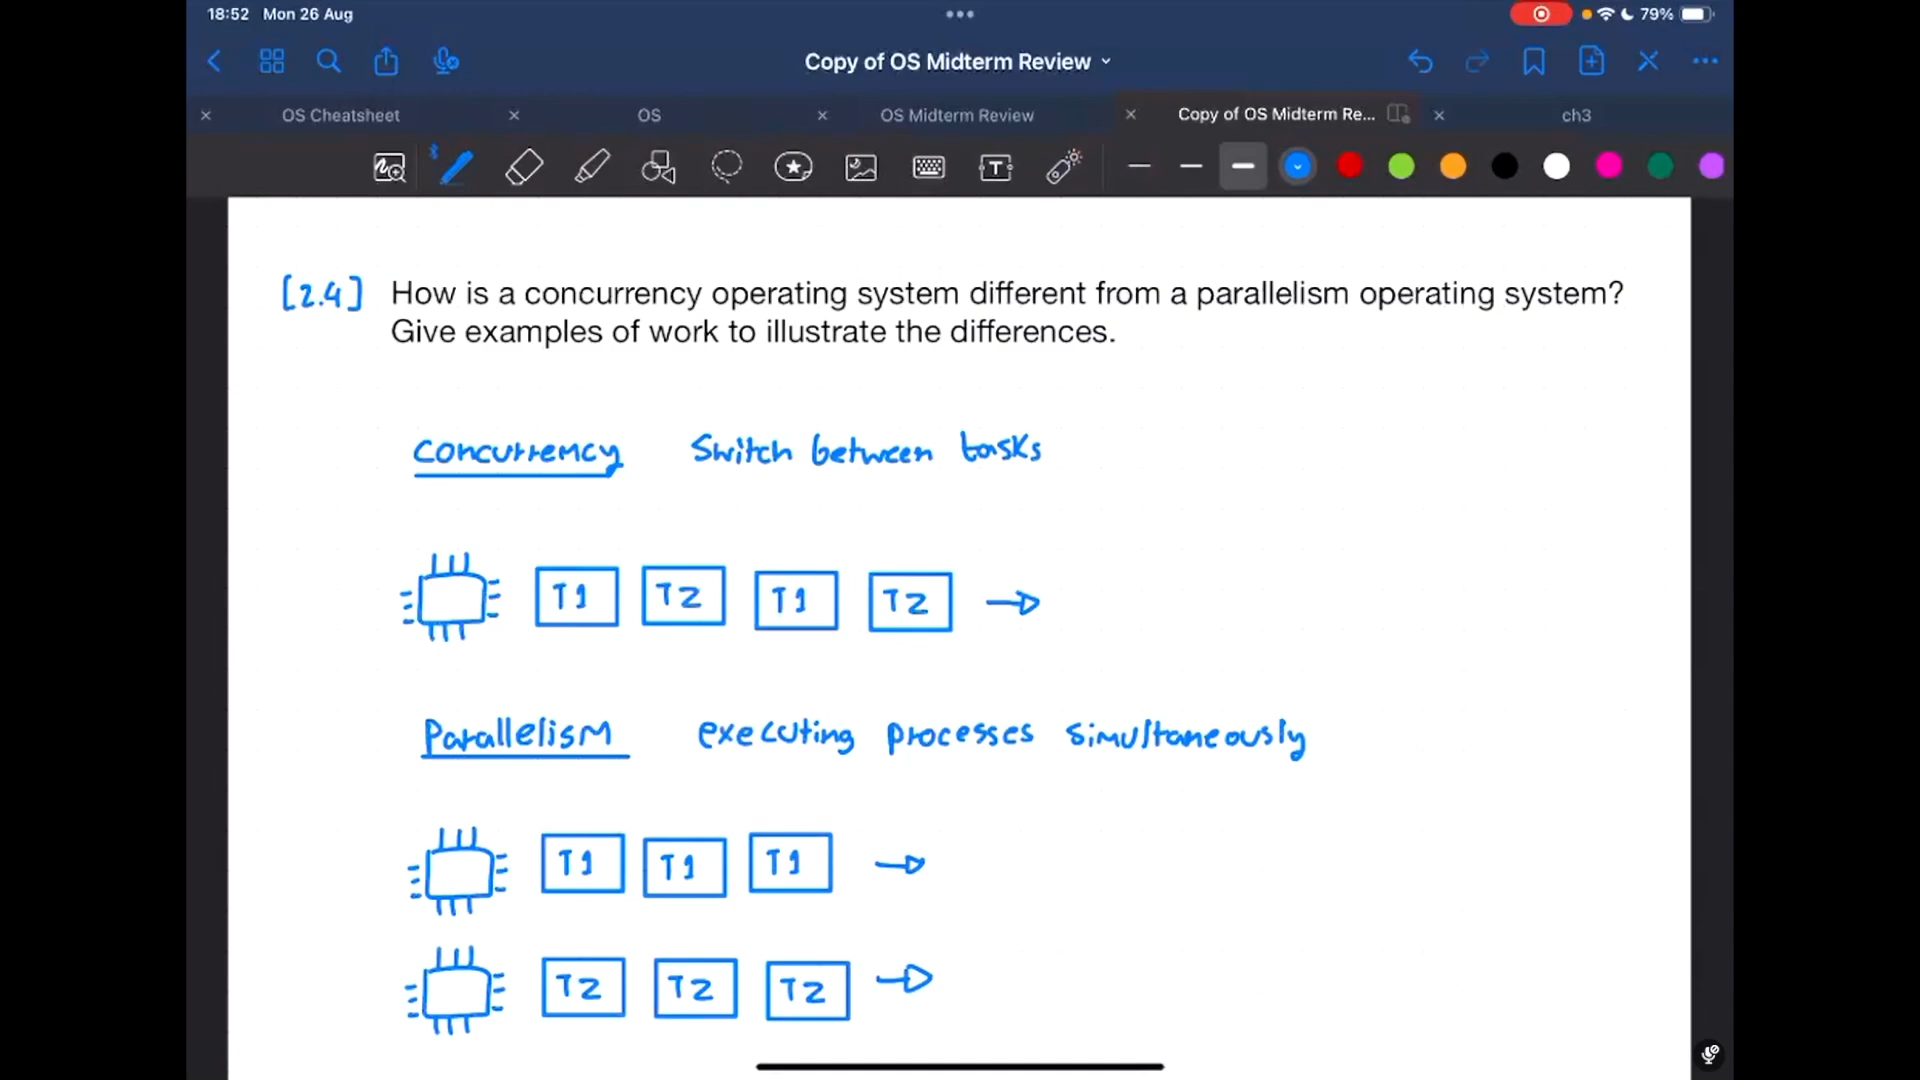 18:52 Mon 26 Aug
79%
Copy of OS Midterm Review
OS Cheatsheet
OS
OS Midterm Review
Copy of OS Midterm Re...
ch3
[2.4] How is a concurrency operating system different from a parallelism operating system?
Give examples of work to illustrate the differences.
Concurrency Switch between tasks
T1 T2 T1 T2
Parallelism executing processes simultaneously
T1 T1 T1
T2 T2 T2